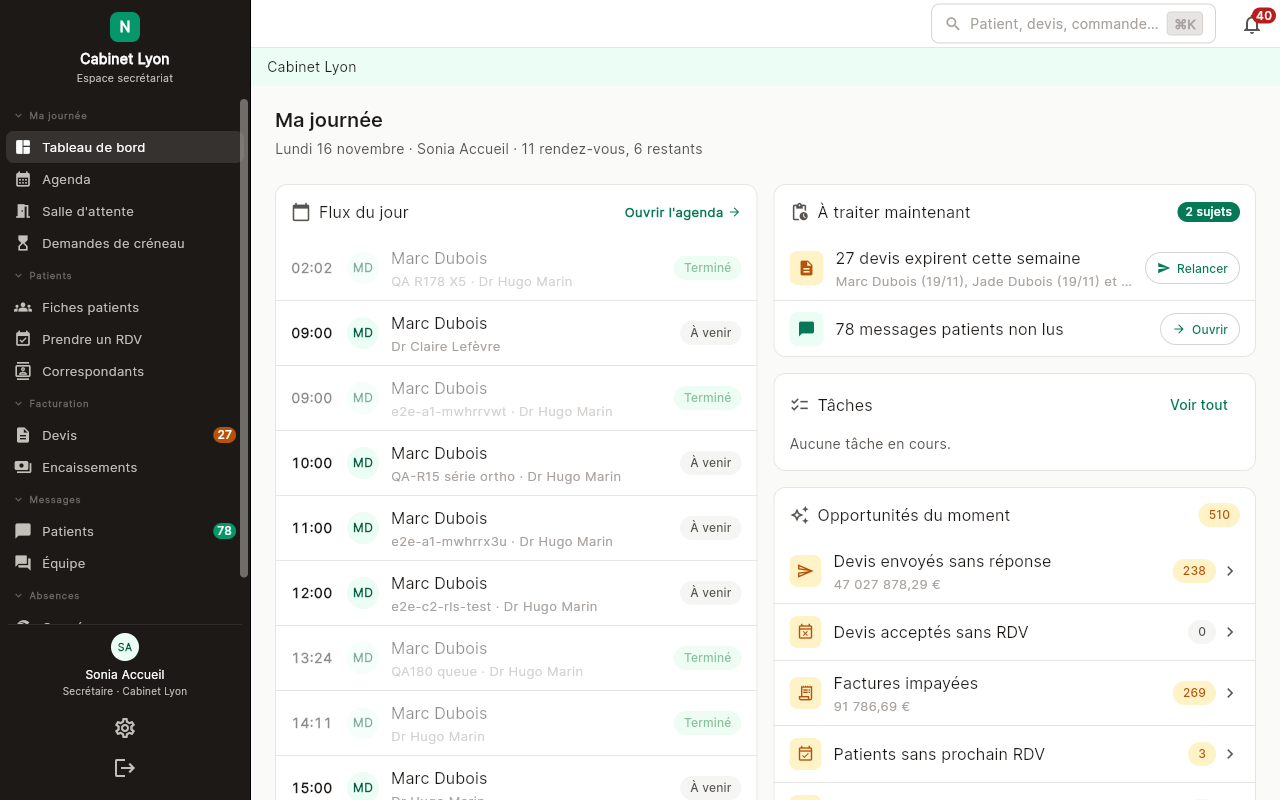 N
Cabinet Lyon
Espace secrétariat
Ma journée
Tableau de bord
Agenda
Salle d'attente
Demandes de créneau
Patients
Fiches patients
Prendre un RDV
Correspondants
Facturation
Devis
27
Encaissements
Messages
Patients
78
Équipe
Absences
SA
Sonia Accueil
Secrétaire · Cabinet Lyon
Patient, devis, commande...
⌘K
40
Cabinet Lyon
Ma journée
Lundi 16 novembre · Sonia Accueil · 11 rendez-vous, 6 restants
Flux du jour
Ouvrir l'agenda →
02:02
MD
Marc Dubois
QA R178 X5 · Dr Hugo Marin
Terminé
09:00
MD
Marc Dubois
Dr Claire Lefèvre
À venir
09:00
MD
Marc Dubois
e2e-a1-mwhrrvwt · Dr Hugo Marin
Terminé
10:00
MD
Marc Dubois
QA-R15 série ortho · Dr Hugo Marin
À venir
11:00
MD
Marc Dubois
e2e-a1-mwhrrx3u · Dr Hugo Marin
À venir
12:00
MD
Marc Dubois
e2e-c2-rls-test · Dr Hugo Marin
À venir
13:24
MD
Marc Dubois
QA180 queue · Dr Hugo Marin
Terminé
14:11
MD
Marc Dubois
Dr Hugo Marin
Terminé
15:00
MD
Marc Dubois
Dr Hugo Marin
À venir
À traiter maintenant
2 sujets
27 devis expirent cette semaine
Marc Dubois (19/11), Jade Dubois (19/11) et ...
Relancer
78 messages patients non lus
Ouvrir
Tâches
Voir tout
Aucune tâche en cours.
Opportunités du moment
510
Devis envoyés sans réponse
47 027 878,29 €
238
Devis acceptés sans RDV
0
Factures impayées
91 786,69 €
269
Patients sans prochain RDV
3